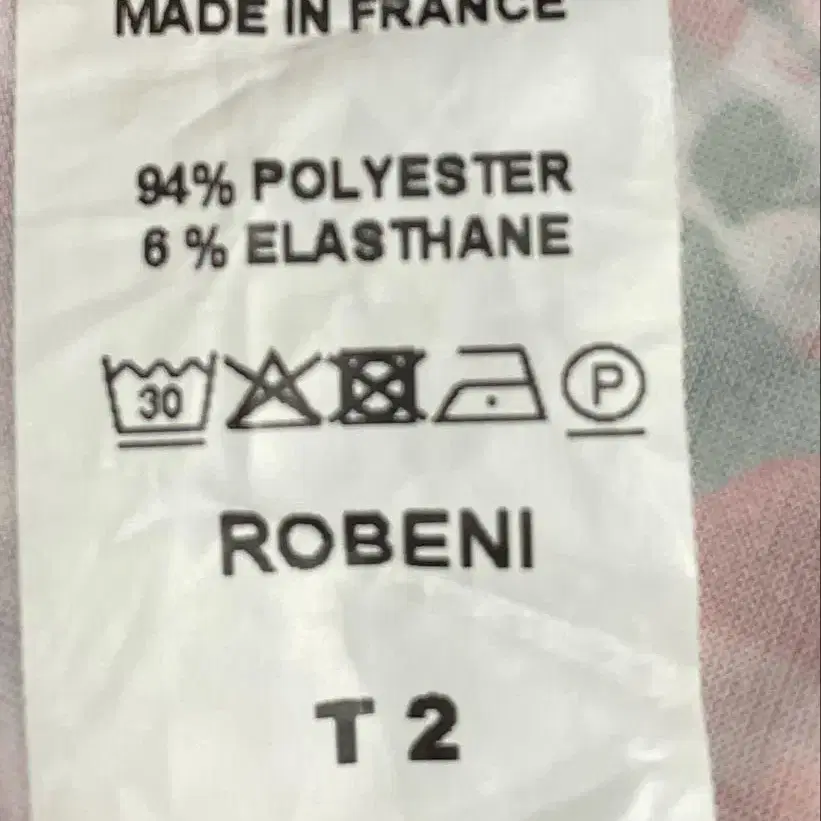 MADE IN FRANCE
94% POLYESTER
6 % ELASTHANE
30 P
ROBENI
T 2